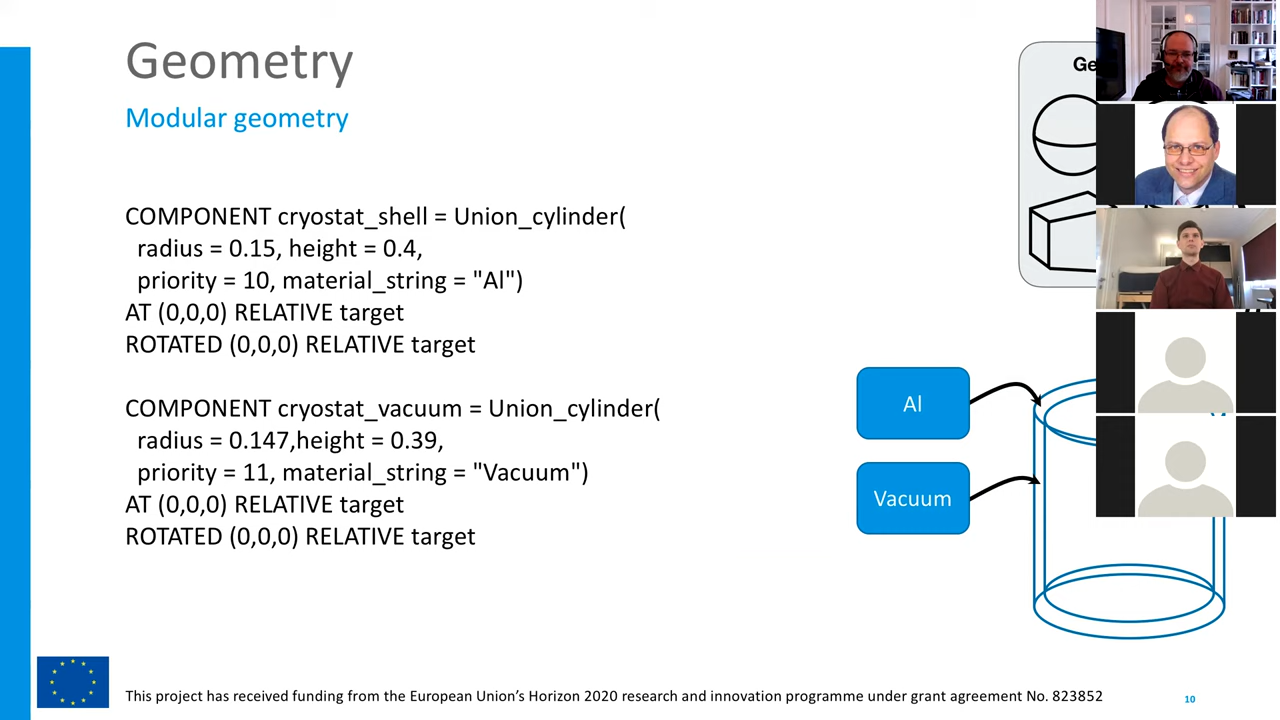 Geometry
Modular geometry
COMPONENT cryostat_shell = Union_cylinder(
radius = 0.15, height = 0.4,
priority = 10, material_string = "Al")
AT (0,0,0) RELATIVE target
ROTATED (0,0,0) RELATIVE target
COMPONENT cryostat_vacuum = Union_cylinder(
radius = 0.147,height = 0.39,
priority = 11, material_string = "Vacuum")
AT (0,0,0) RELATIVE target
ROTATED (0,0,0) RELATIVE target
Ge
Al
Vacuum
This project has received funding from the European Union's Horizon 2020 research and innovation programme under grant agreement No. 823852
10